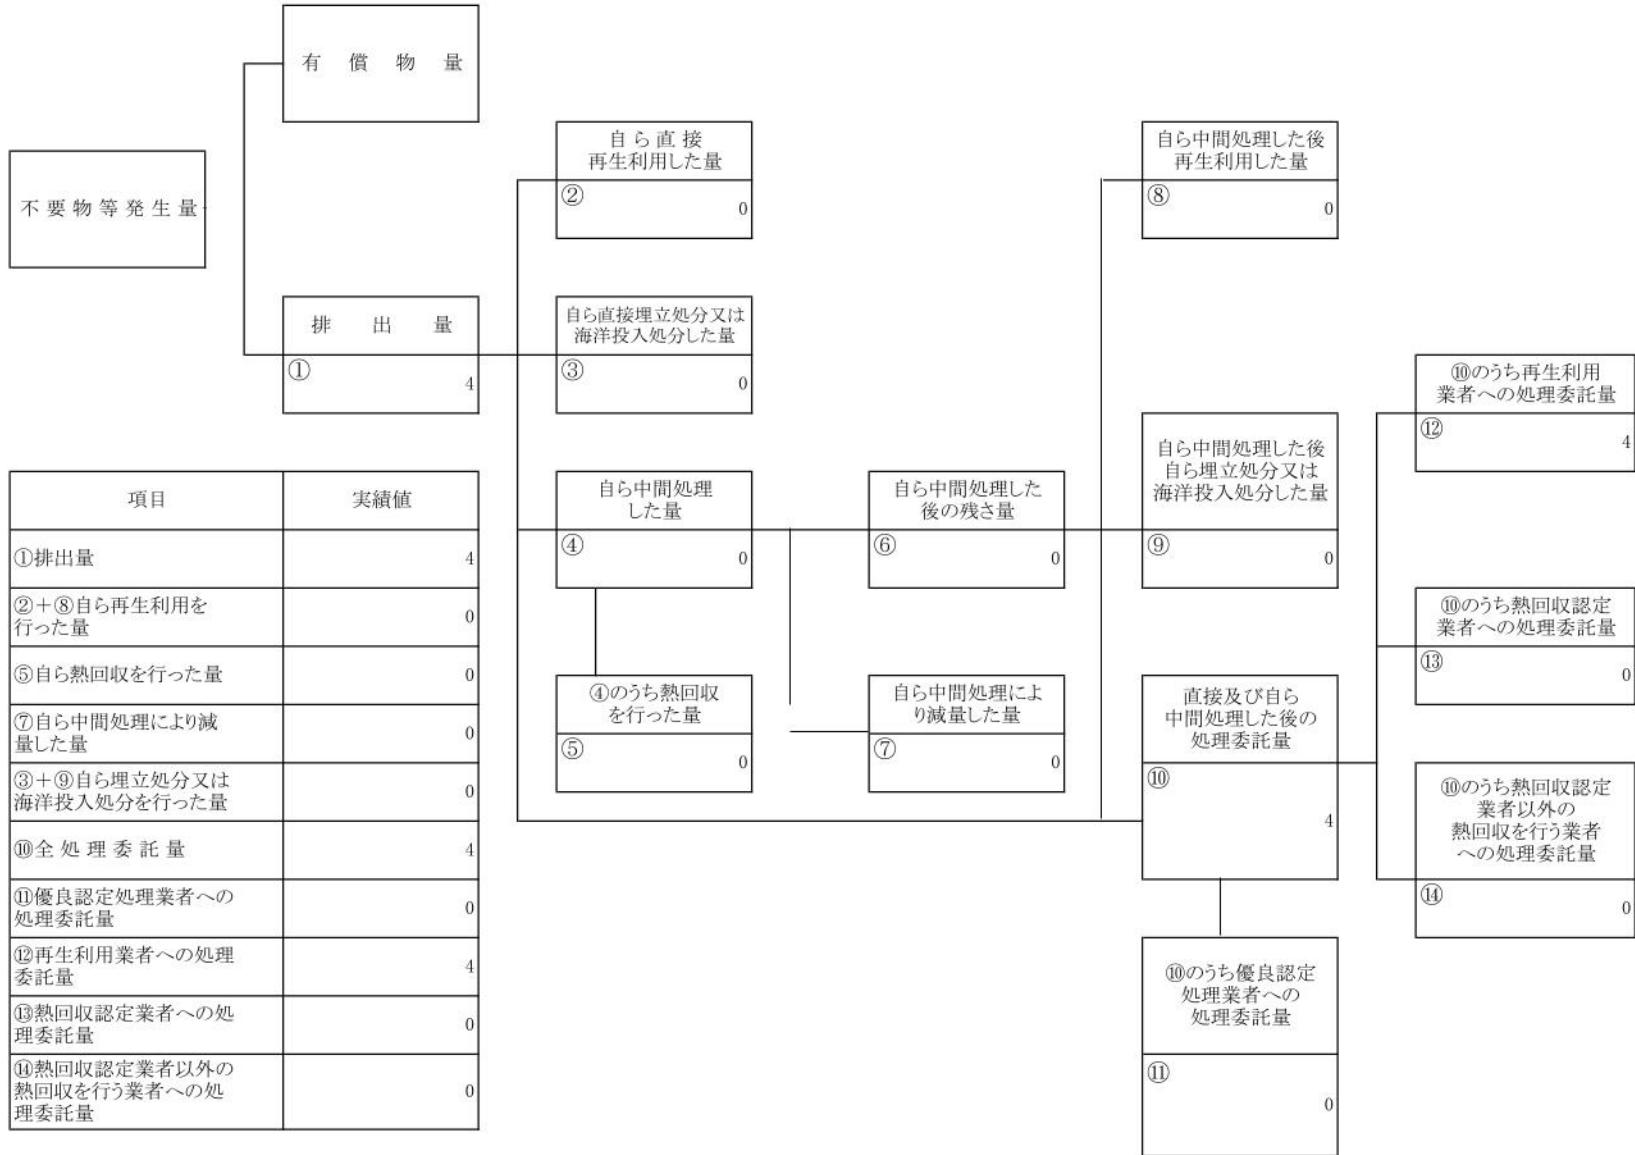 有 償 物 量
不 要 物 等 発 生 量
自 ら 直 接
再生利用した量
②
0
自ら中間処理した後
再生利用した量
⑧
0
排 出 量
①
4
自ら直接埋立処分又は
海洋投入処分した量
③
0
⑩のうち再生利用
業者への処理委託量
⑫
4
自ら中間処理
した量
④
0
自ら中間処理した
後の残さ量
⑥
0
自ら中間処理した後
自ら埋立処分又は
海洋投入処分した量
⑨
0
⑩のうち熱回収認定
業者への処理委託量
⑬
0
④のうち熱回収
を行った量
⑤
0
自ら中間処理によ
り減量した量
⑦
0
直接及び自ら
中間処理した後の
処理委託量
⑩
4
⑩のうち熱回収認定
業者以外の
熱回収を行う業者
への処理委託量
⑭
0
⑩のうち優良認定
処理業者への
処理委託量
⑪
0
項目 実績値
①排出量 4
②+⑧自ら再生利用を
行った量 0
⑤自ら熱回収を行った量 0
⑦自ら中間処理により減
量した量 0
③+⑨自ら埋立処分又は
海洋投入処分を行った量 0
⑩全 処 理 委 託 量 4
⑪優良認定処理業者への
処理委託量 0
⑫再生利用業者への処理
委託量 4
⑬熱回収認定業者への処
理委託量 0
⑭熱回収認定業者以外の
熱回収を行う業者への処
理委託量 0